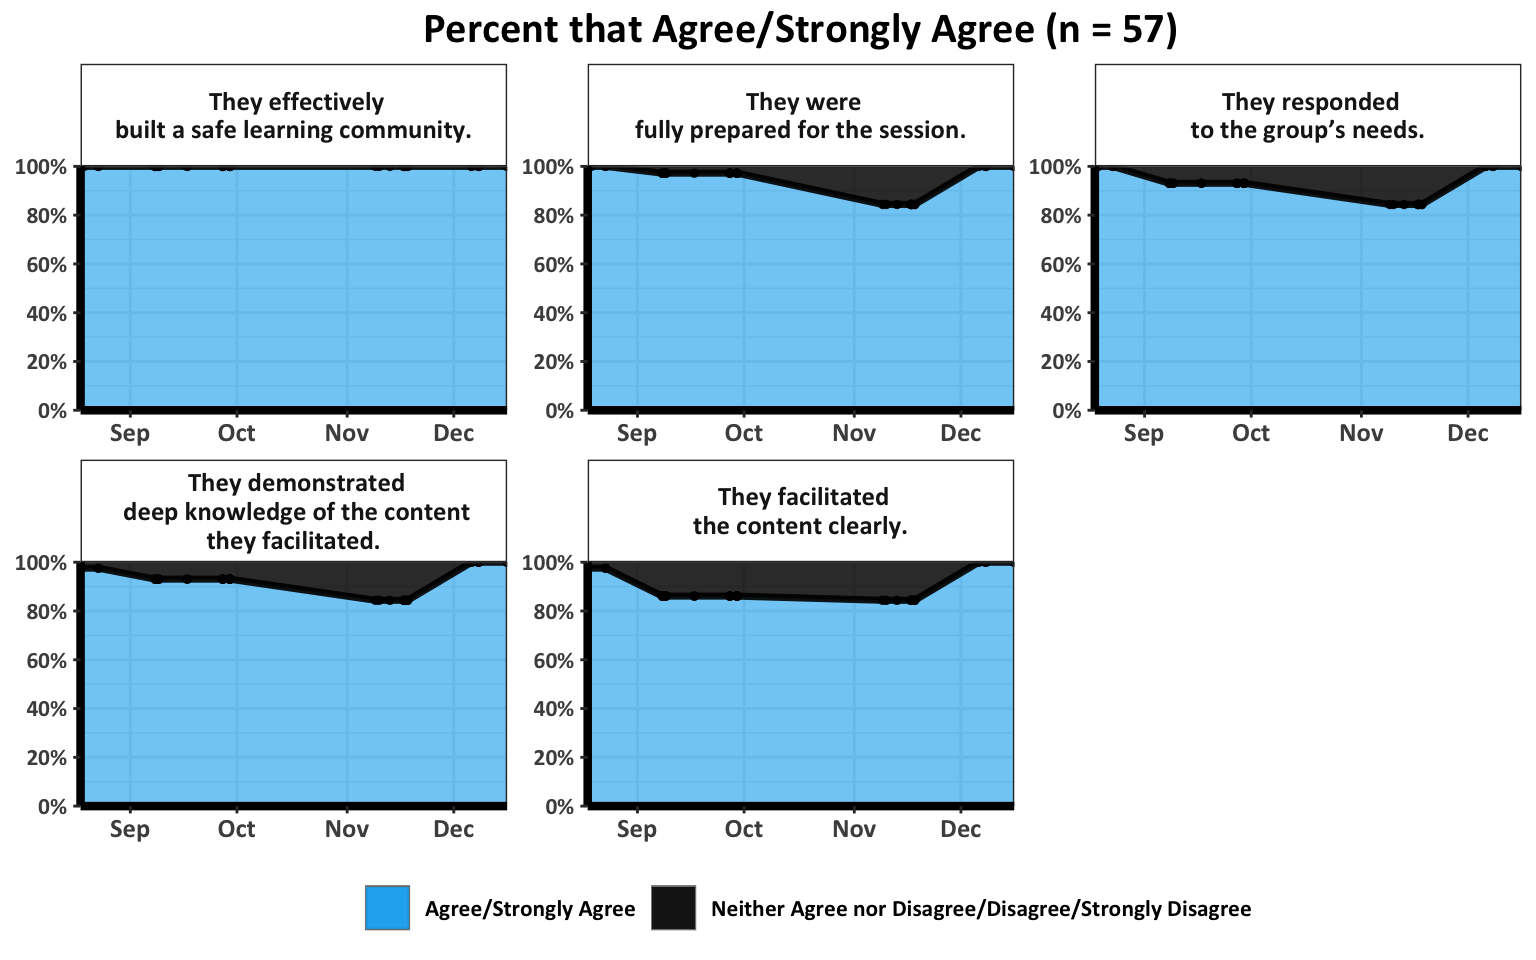 Percent that Agree/Strongly Agree (n = 57)
They effectively
built a safe learning community.
100%
80%
60%
40%
20%
0%
Sep Oct Nov Dec
They were
fully prepared for the session.
100%
80%
60%
40%
20%
0%
Sep Oct Nov Dec
They responded
to the group’s needs.
100%
80%
60%
40%
20%
0%
Sep Oct Nov Dec
They demonstrated
deep knowledge of the content
they facilitated.
100%
80%
60%
40%
20%
0%
Sep Oct Nov Dec
They facilitated
the content clearly.
100%
80%
60%
40%
20%
0%
Sep Oct Nov Dec
Agree/Strongly Agree Neither Agree nor Disagree/Disagree/Strongly Disagree